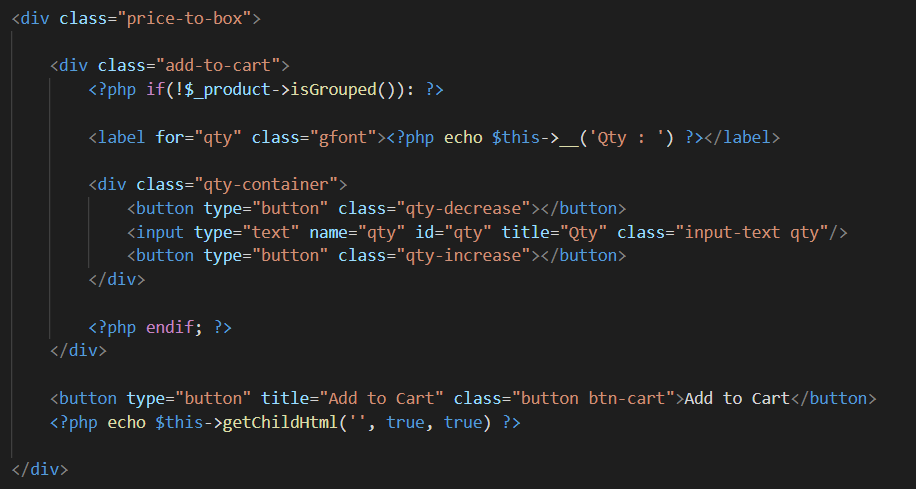 <div class="price-to-box">
<div class="add-to-cart">
<?php if(!$_product->isGrouped()): ?>
<label for="qty" class="gfont"><?php echo $this->__('Qty : ') ?></label>
<div class="qty-container">
<button type="button" class="qty-decrease"></button>
<input type="text" name="qty" id="qty" title="Qty" class="input-text qty"/>
<button type="button" class="qty-increase"></button>
</div>
<?php endif; ?>
</div>
<button type="button" title="Add to Cart" class="button btn-cart">Add to Cart</button>
<?php echo $this->getChildHtml('', true, true) ?>
</div>